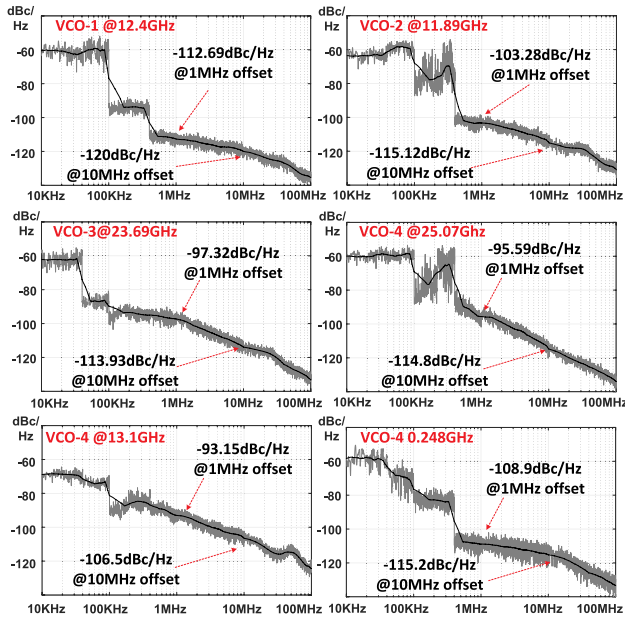 dBc/
Hz
VCO-1 @12.4GHz
-60
-80
-100
-120
-112.69dBc/Hz
@1MHz offset
-120dBc/Hz
@10MHz offset
10KHz 100KHz 1MHz 10MHz 100MHz
dBc/
Hz
VCO-2 @11.89GHz
-60
-80
-100
-120
-103.28dBc/Hz
@1MHz offset
-115.12dBc/Hz
@10MHz offset
10KHz 100KHz 1MHz 10MHz 100MHz
dBc/
Hz
VCO-3@23.69GHz
-60
-80
-100
-120
-97.32dBc/Hz
@1MHz offset
-113.93dBc/Hz
@10MHz offset
10KHz 100KHz 1MHz 10MHz 100MHz
dBc/
Hz
VCO-4 @25.07Ghz
-60
-80
-100
-120
-95.59dBc/Hz
@1MHz offset
-114.8dBc/Hz
@10MHz offset
10KHz 100KHz 1MHz 10MHz 100MHz
dBc/
Hz
VCO-4 @13.1GHz
-60
-80
-100
-120
-93.15dBc/Hz
@1MHz offset
-106.5dBc/Hz
@10MHz offset
10KHz 100KHz 1MHz 10MHz 100MHz
dBc/
Hz
VCO-4 0.248GHz
-60
-80
-100
-120
-108.9dBc/Hz
@1MHz offset
-115.2dBc/Hz
@10MHz offset
10KHz 100KHz 1MHz 10MHz 100MHz